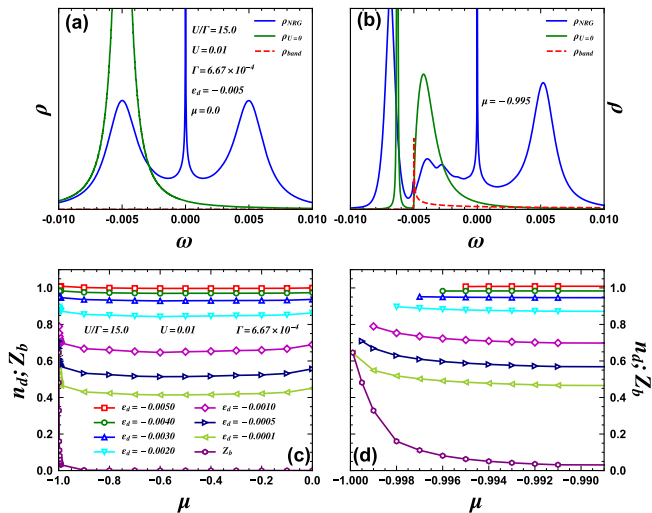 (a)
U/Γ = 15.0
U = 0.01
Γ = 6.67 × 10⁻⁴
ε_d = −0.005
μ = 0.0
ρ_NRG
ρ_U=0
ρ
-0.010 -0.005 0.000 0.005 0.010
ω
(b)
ρ_NRG
ρ_U=0
ρ_band
μ = −0.995
ρ
-0.010 -0.005 0.000 0.005 0.010
ω
n_d; Z_b
1.0
0.8
0.6
0.4
0.2
0.0
U/Γ = 15.0 U = 0.01 Γ = 6.67 × 10⁻⁴
ε_d = −0.0050 ε_d = −0.0010
ε_d = −0.0040 ε_d = −0.0005
ε_d = −0.0030 ε_d = −0.0001
ε_d = −0.0020 Z_b
(c)
-1.0 -0.8 -0.6 -0.4 -0.2 0.0
μ
1.0
0.8
0.6
0.4
0.2
0.0
n_d; Z_b
(d)
-1.000 -0.998 -0.996 -0.994 -0.992 -0.990
μ